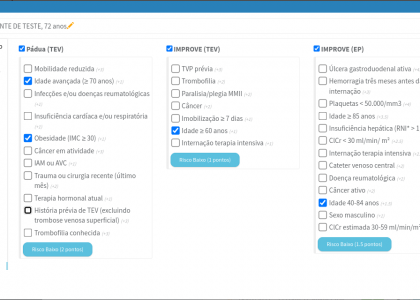 NTE DE TESTE, 72 anos
Pádua (TEV)
Mobilidade reduzida
Idade avançada (≥ 70 anos)
Infecções e/ou doenças reumatológicas
Insuficiência cardíaca e/ou respiratória
Obesidade (IMC ≥ 30)
Câncer em atividade
IAM ou AVC
Trauma ou cirurgia recente (último
mês)
Terapia hormonal atual
História prévia de TEV (excluindo
trombose venosa superficial)
Trombofilia conhecida
Risco Baixo (2 pontos)
IMPROVE (TEV)
TVP prévia
Trombofilia
Paralisia/plegia MMII
Câncer
Imobilização ≥ 7 dias
Idade ≥ 60 anos
Internação terapia intensiva
Risco Baixo (1 pontos)
IMPROVE (EP)
Úlcera gastroduodenal ativa
Hemorragia três meses antes da
internação
Plaquetas < 50.000/mm3
Idade ≥ 85 anos
Insuficiência hepática (RNI* > 1
ClCr < 30 ml/min/ m²
Internação terapia intensiva
Cateter venoso central
Doença reumatológica
Câncer ativo
Idade 40-84 anos
Sexo masculino
ClCr estimada 30-59 ml/min/m²
Risco Baixo (1.5 pontos)